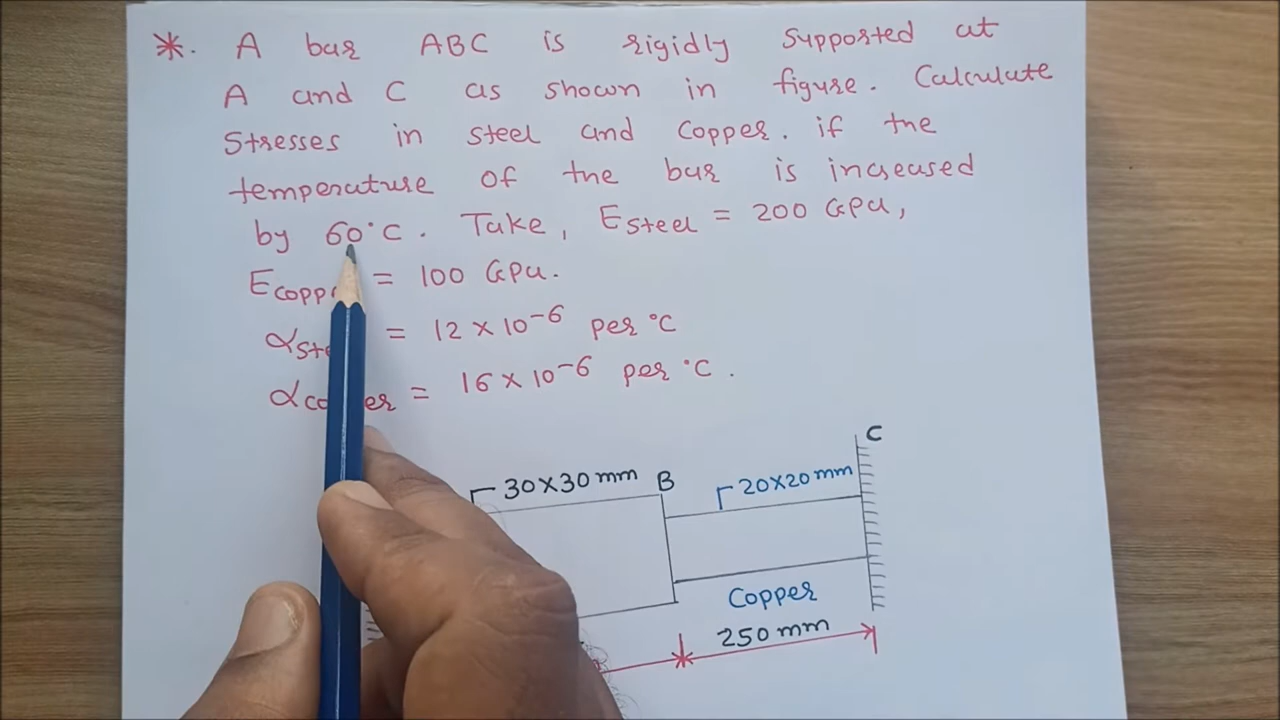 *. A bar ABC is rigidly supported at
A and C as shown in figure. Calculate
stresses in steel and copper. if the
temperature of the bar is increased
by 60°C. Take, Esteel = 200 GPa,
= 100 GPa.
= 12 × 10-6 per °C
= 16 × 10-6 per °C.
C
30×30 mm B 20×20 mm
Copper
250 mm